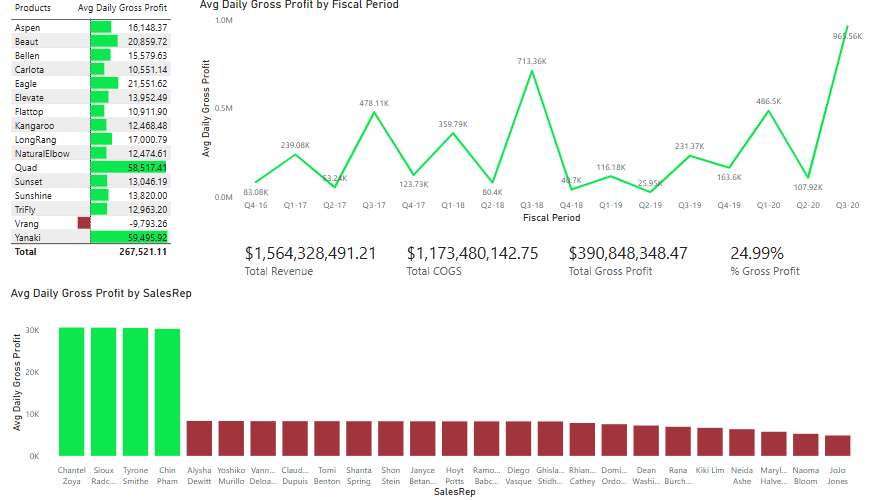 Products Avg Daily Gross Profit
Aspen 16,148.37
Beaut 20,859.72
Bellen 15,579.63
Carlota 10,551.14
Eagle 21,551.62
Elevate 13,952.49
Flattop 10,911.90
Kangaroo 12,468.48
LongRang 17,000.79
NaturalElbow 12,474.61
Quad 58,517.41
Sunset 13,046.19
Sunshine 13,820.00
TriFly 12,963.20
Vrang -9,793.26
Yanaki 59,495.92
Total 267,521.11
Avg Daily Gross Profit by Fiscal Period
Avg Daily Gross Profit
1.0M
0.5M
0.0M
83.08K 239.08K 53.24K 478.11K 123.73K 359.79K 80.4K 713.36K 40.7K 116.18K 25.95K 231.37K 163.6K 486.5K 107.92K 965.56K
Q4-16 Q1-17 Q2-17 Q3-17 Q4-17 Q1-18 Q2-18 Q3-18 Q4-18 Q1-19 Q2-19 Q3-19 Q4-19 Q1-20 Q2-20 Q3-20
Fiscal Period
$1,564,328,491.21 $1,173,480,142.75 $390,848,348.47 24.99%
Total Revenue Total COGS Total Gross Profit % Gross Profit
Avg Daily Gross Profit by SalesRep
Avg Daily Gross Profit
30K
20K
10K
0K
Chantel Sioux Tyrone Chin Alysha Yoshiko Vann... Claud... Tomi Shanta Shon Janyce Hoyt Ramo... Diego Ghisla... Rhian... Domi... Dean Rana Kiki Lim Neida Maryl... Naoma JoJo
Zoya Radc... Smithe Pham Dewitt Murillo Deloa... Dupuis Benton Spring Stetson Betan... Potts Babc... Vasque Stidh... Cathey Ordo... Washi... Burch... Ashe Halve... Bloom Jones
SalesRep